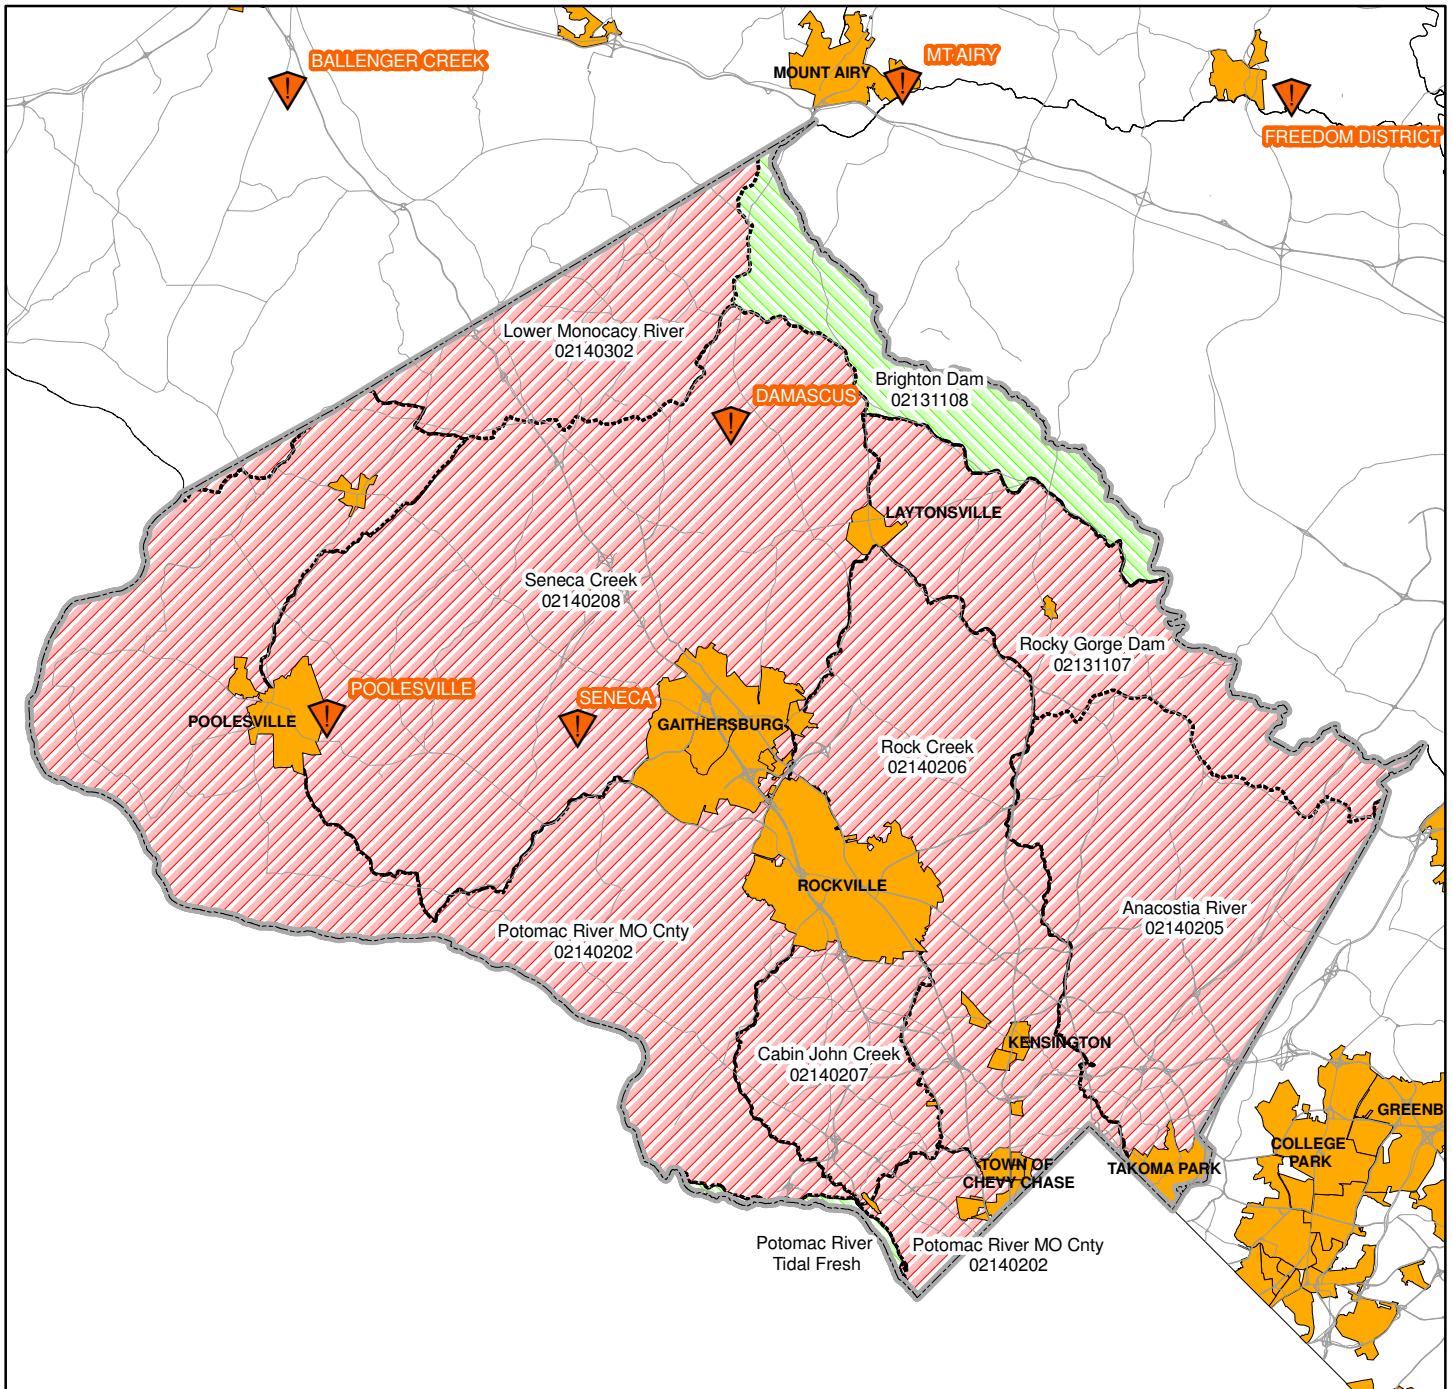 BALLENGER CREEK
MOUNT AIRY
MT AIRY
FREEDOM DISTRICT
Lower Monocacy River
02140302
Brighton Dam
02131108
DAMASCUS
LAYTONSVILLE
Seneca Creek
02140208
Rocky Gorge Dam
02131107
POOLESVILLE
POOLESVILLE
SENECA
GAITHERSBURG
Rock Creek
02140206
ROCKVILLE
Anacostia River
02140205
Potomac River MO Cnty
02140202
KENSINGTON
Cabin John Creek
02140207
GREENB
COLLEGE
PARK
TOWN OF
CHEVY CHASE
TAKOMA PARK
Potomac River
Tidal Fresh
Potomac River MO Cnty
02140202